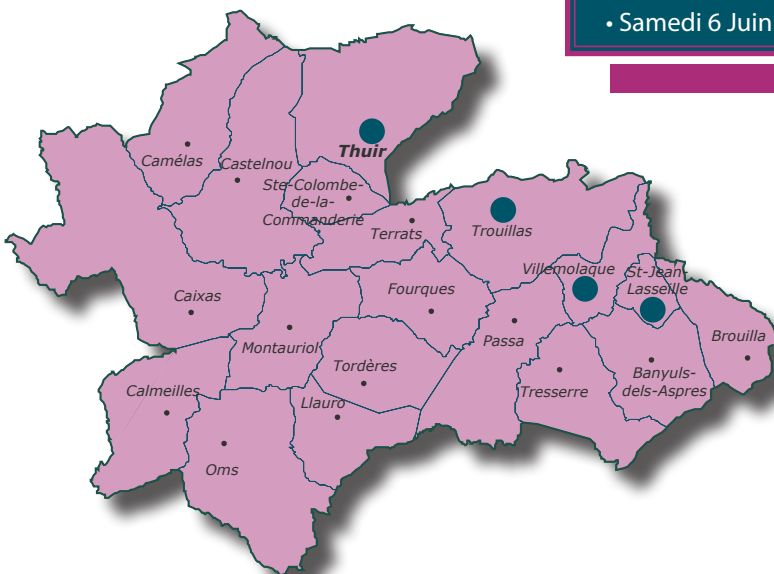 • Samedi 6 Juin
Thuir
Camélas
Castelnou
Ste-Colombe-
de-la-
Commanderie
Terrats
Trouillas
Villemolaque
St-Jean-
Lasseille
Caixas
Fourques
Montauriol
Passa
Brouilla
Tordères
Banyuls-
dels-Aspres
Calmeilles
Tresserre
Llauro
Oms